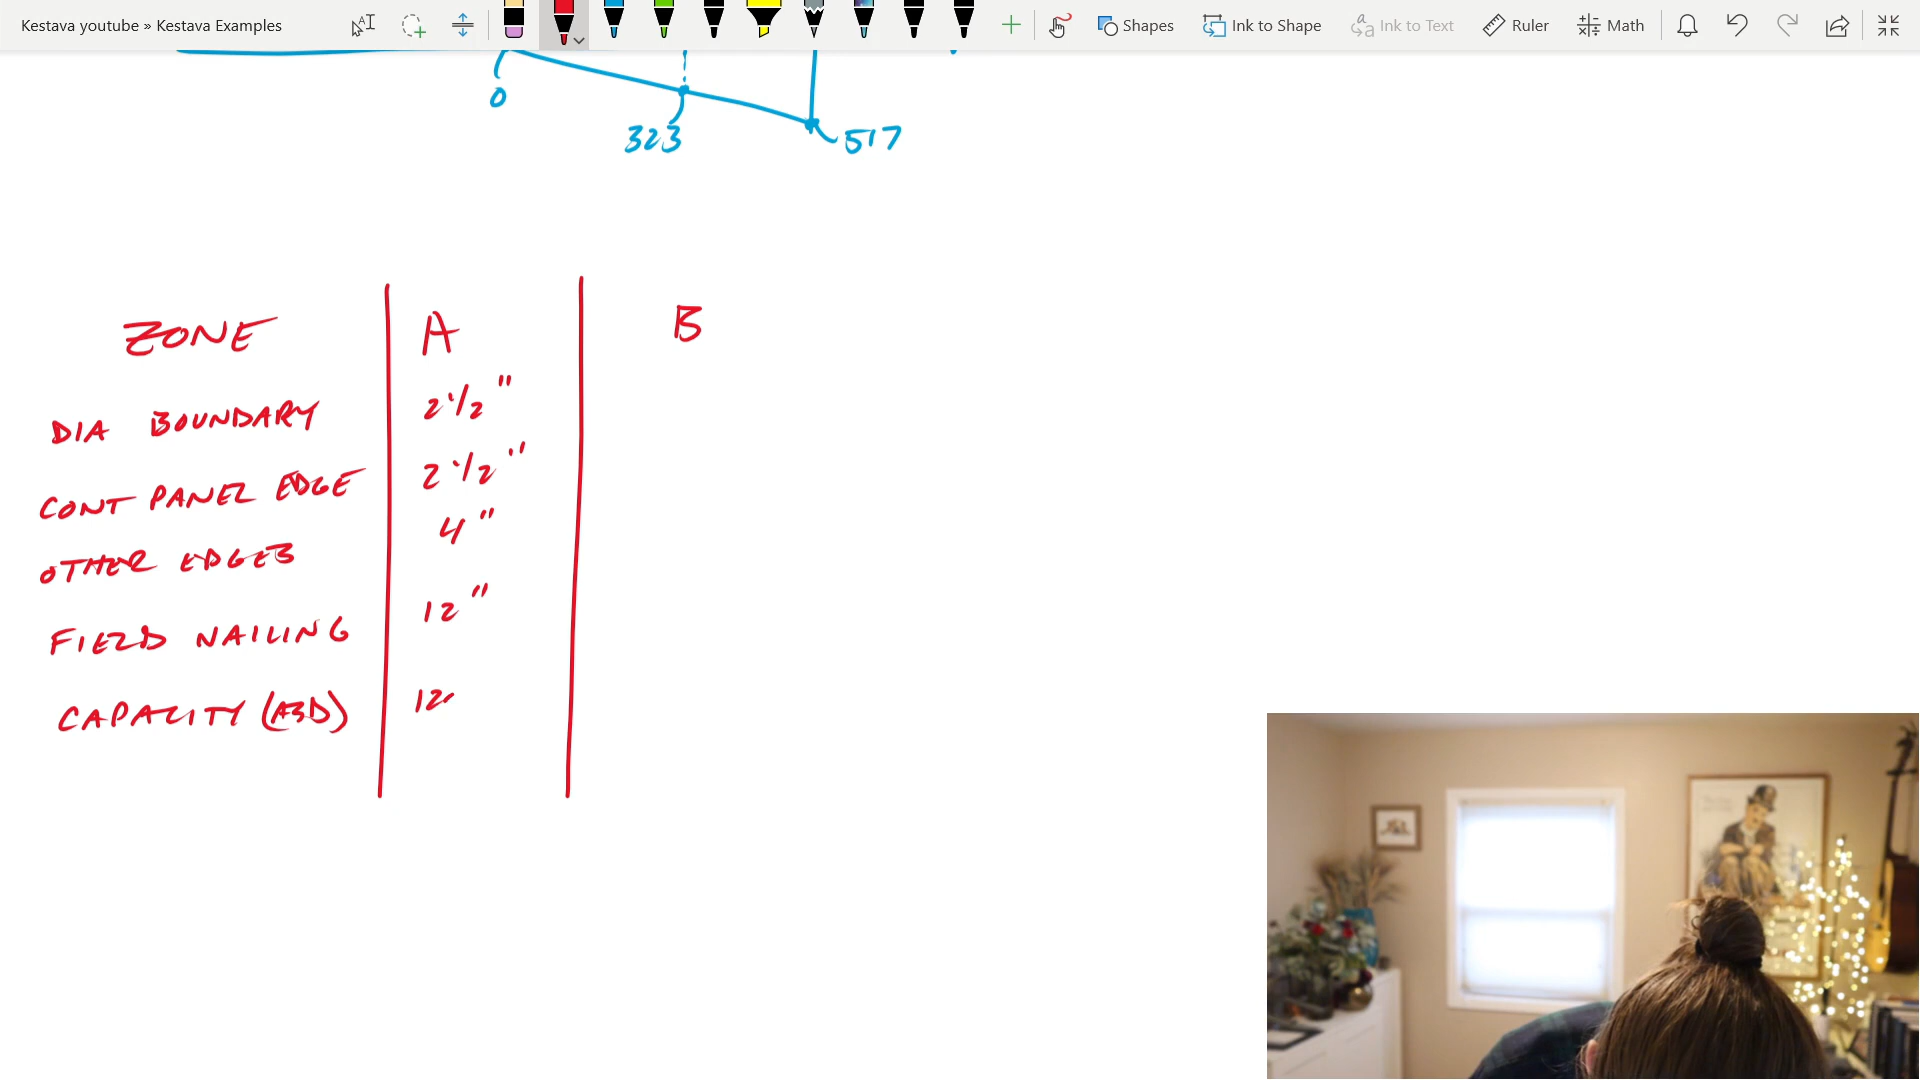 Kestava youtube » Kestava Examples Shapes Ink to Shape Ink to Text Ruler Math
0
323
517
ZONE A B
DIA BOUNDARY 2 1/2 "
CONT PANEL EDGE 2 1/2 "
OTHER EDGES 4 "
FIELD NAILING 12 "
CAPACITY (ASD) 12